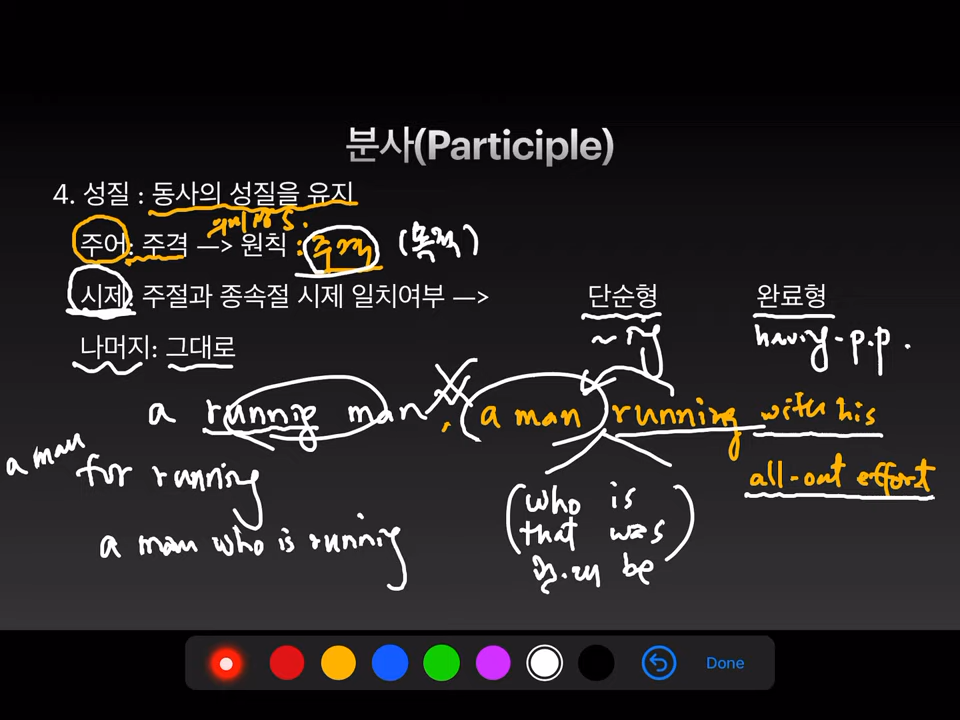 분사(Participle)
4. 성질 : 동사의 성질을 유지
주어: 주격 —> 원칙 : 주격 (목적)
시제: 주절과 종속절 시제 일치여부 —> 단순형 완료형
~ing having-p.p.
나머지: 그대로
a running man, a man running with his
all-out effort
a man for running
who is
that was
be
a man who is running
Done